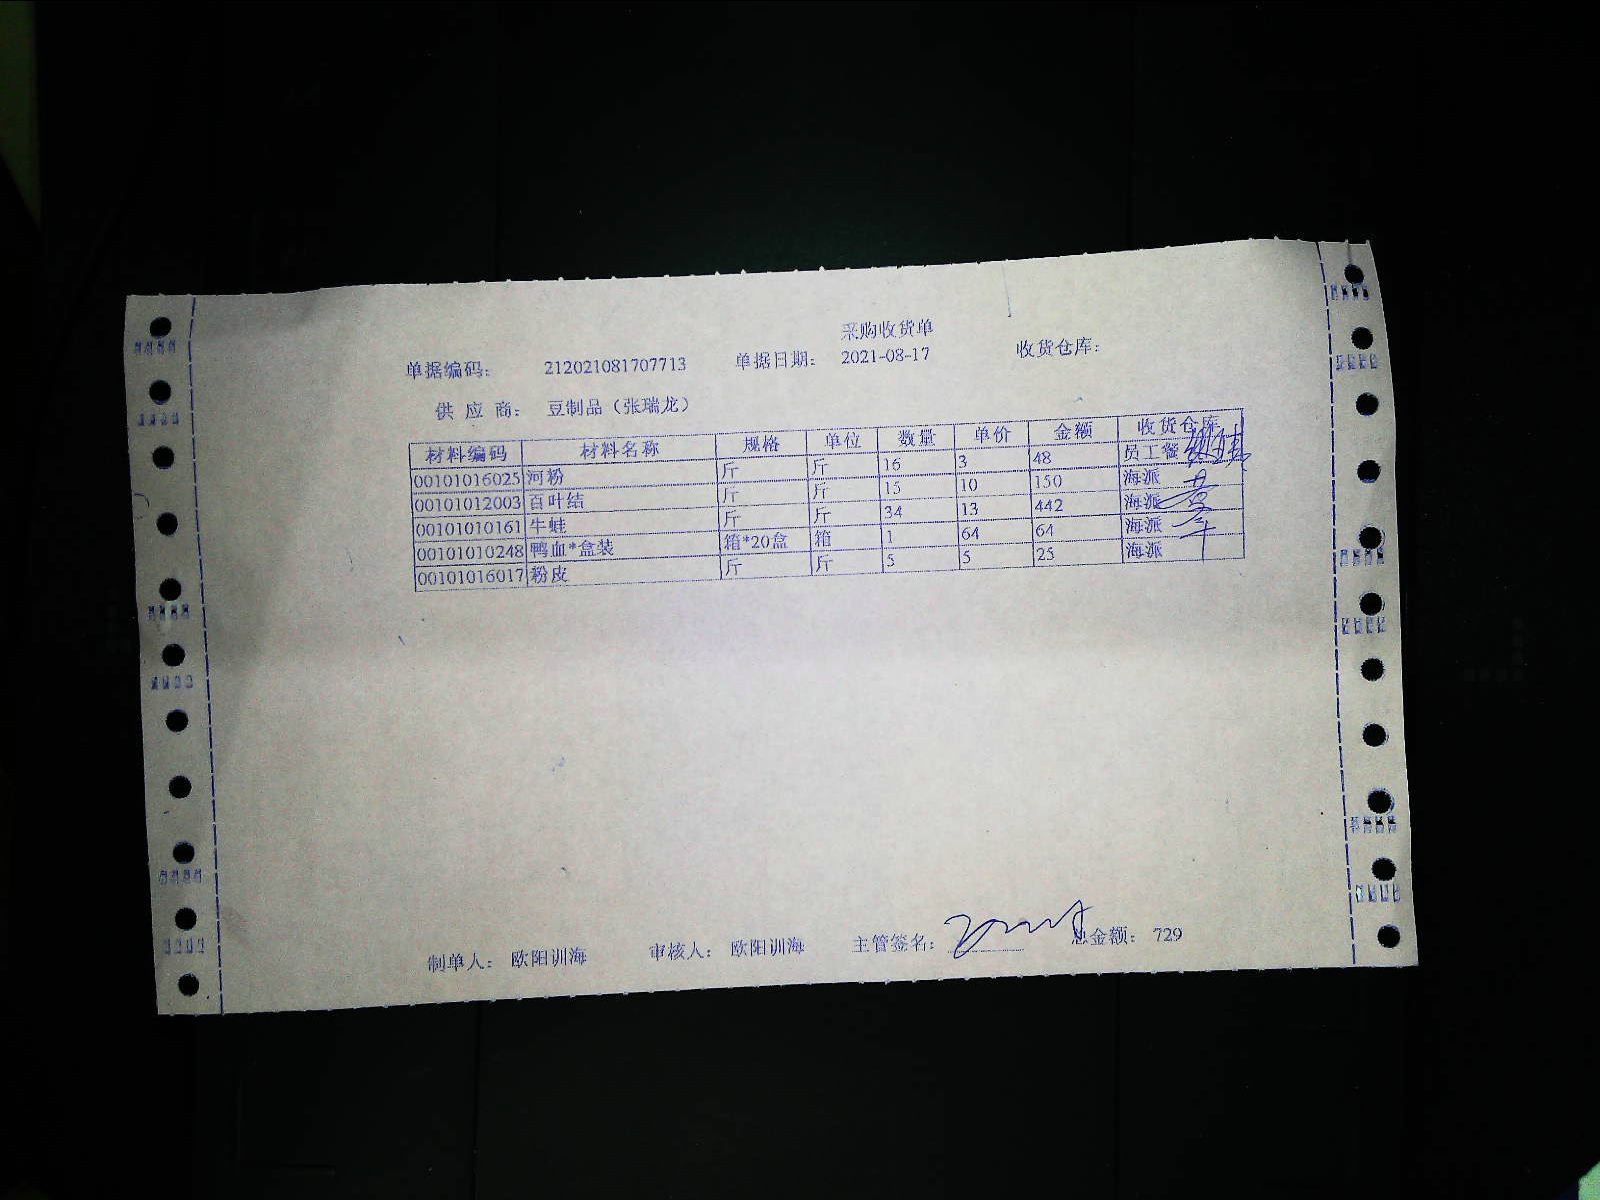 采购收货单
单据编码： 212021081707713 单据日期： 2021-08-17 收货仓库：
供 应 商： 豆制品（张瑞龙）
材料编码 材料名称 规格 单位 数量 单价 金额 收货仓库
00101016025 河粉 斤 斤 16 3 48 员工餐
00101012003 百叶结 斤 斤 15 10 150 海派
00101010161 牛蛙 斤 斤 34 13 442 海派
00101010248 鸭血*盒装 箱*20盒 箱 1 64 64 海派
00101016017 粉皮 斤 斤 5 5 25 海派
制单人： 欧阳训海 审核人： 欧阳训海 主管签名： 总金额： 729